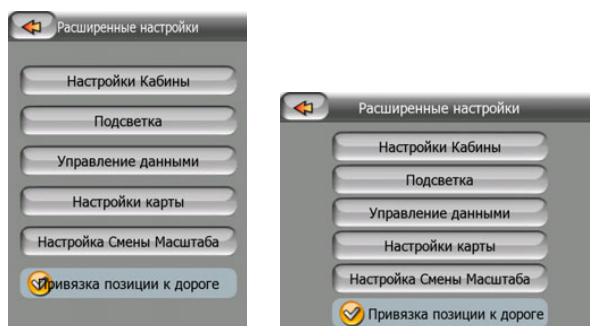 Расширенные настройки
Настройки Кабины
Подсветка
Управление данными
Настройки карты
Настройка Смены Масштаба
Привязка позиции к дороге
Расширенные настройки
Настройки Кабины
Подсветка
Управление данными
Настройки карты
Настройка Смены Масштаба
Привязка позиции к дороге